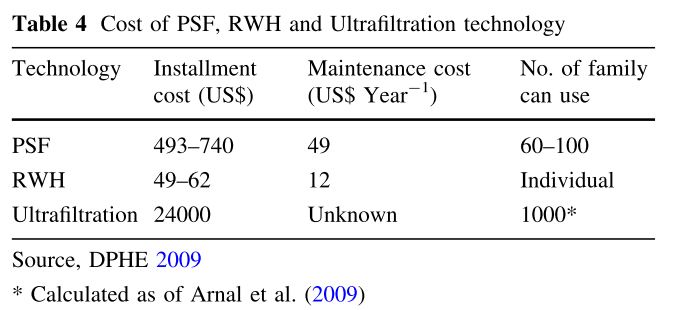 Table 4 Cost of PSF, RWH and Ultrafiltration technology
Technology Installment cost (US$) Maintenance cost (US$ Year⁻¹) No. of family can use
PSF 493–740 49 60–100
RWH 49–62 12 Individual
Ultrafiltration 24000 Unknown 1000*
Source, DPHE 2009
* Calculated as of Arnal et al. (2009)